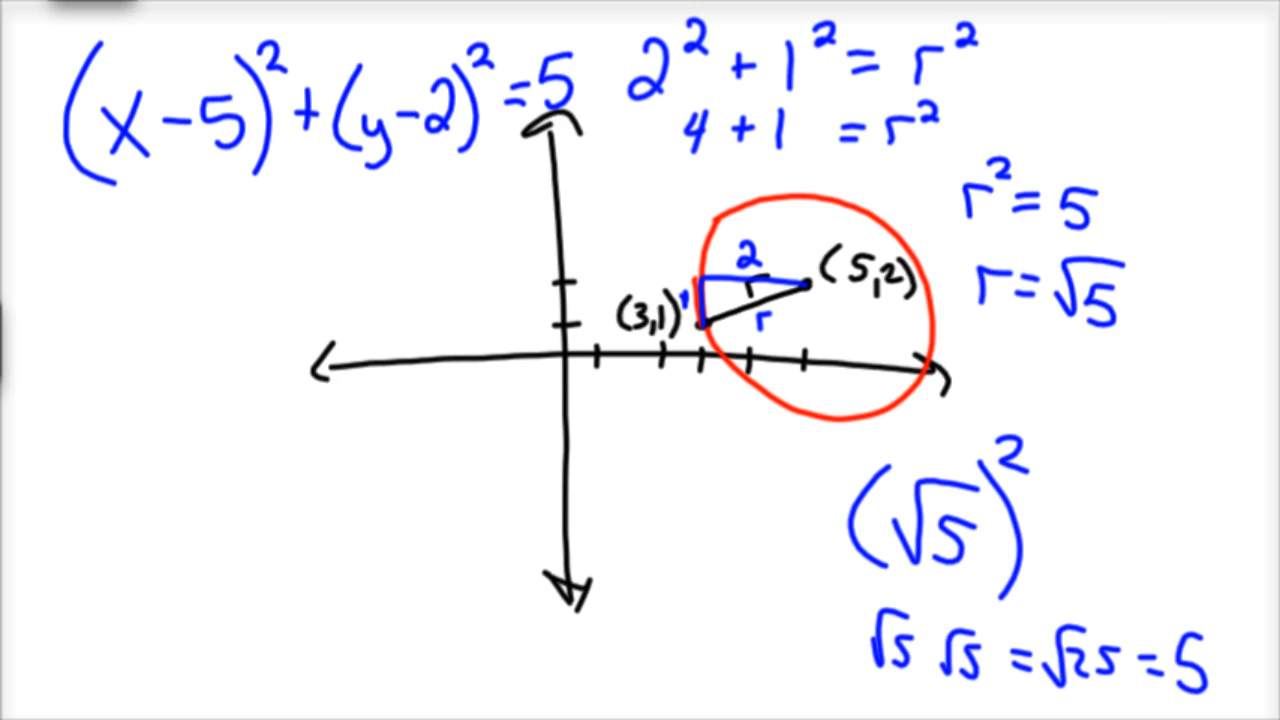 (x-5)²+(y-2)²=5
2²+1²=r²
4+1=r²
r²=5
r=√5
2
(5,2)
(3,1)
1
r
(√5)²
√5 √5 = √25 = 5